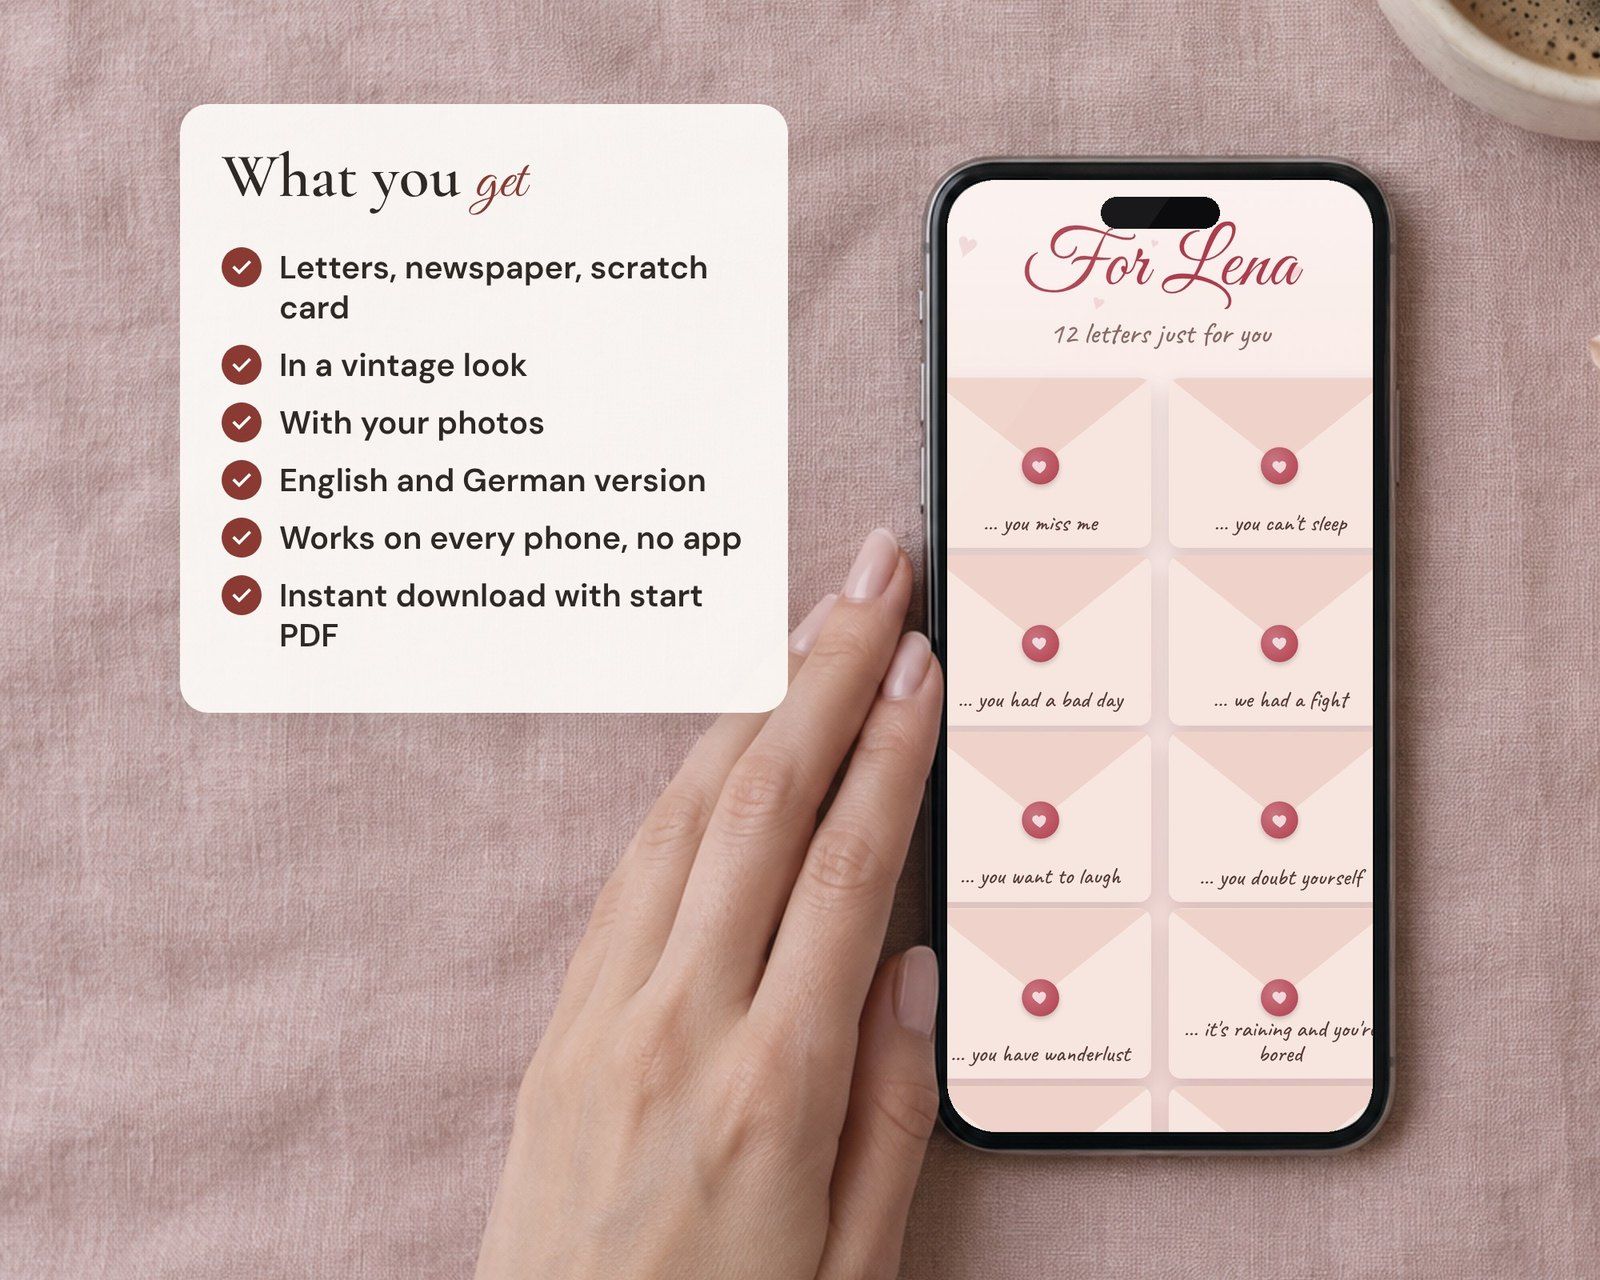 What you get
Letters, newspaper, scratch
card
In a vintage look
With your photos
English and German version
Works on every phone, no app
Instant download with start
PDF
For Lena
12 letters just for you
... you miss me
... you can't sleep
... you had a bad day
... we had a fight
... you want to laugh
... you doubt yourself
... you have wanderlust
... it's raining and you're
bored